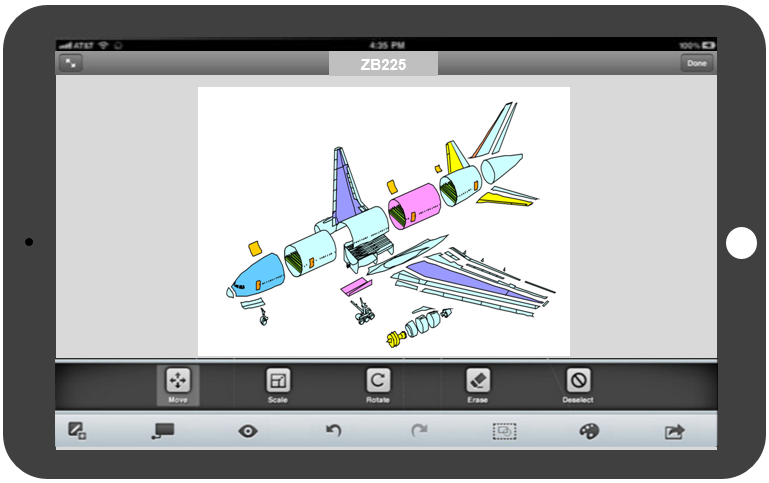 AT&T 4:35 PM 100%
ZB225
Done
Move Scale Rotate Erase Deselect